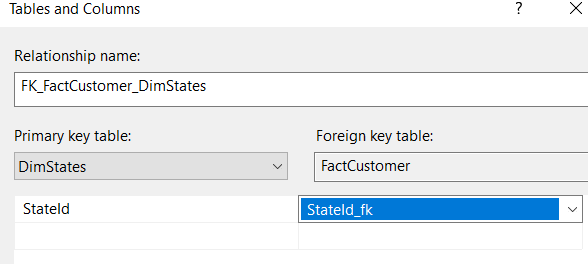 Tables and Columns
?
Relationship name:
FK_FactCustomer_DimStates
Primary key table:
Foreign key table:
DimStates
FactCustomer
StateId
StateId_fk